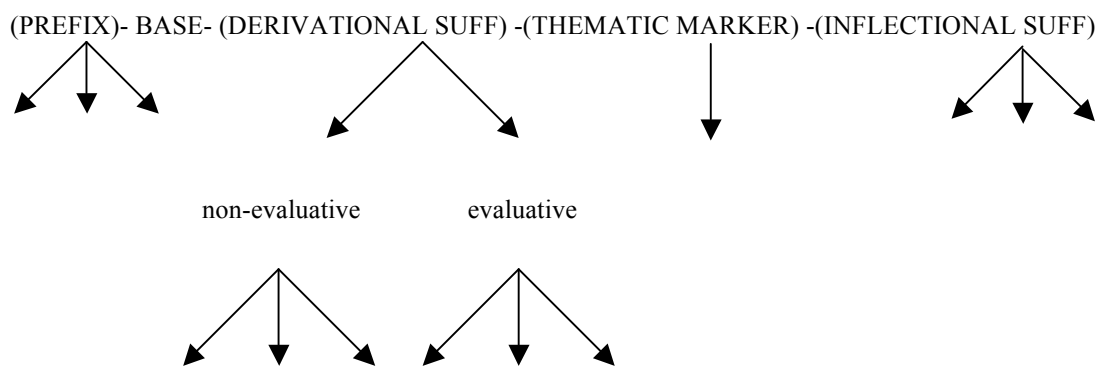 (PREFIX)- BASE- (DERIVATIONAL SUFF) -(THEMATIC MARKER) -(INFLECTIONAL SUFF)
non-evaluative evaluative